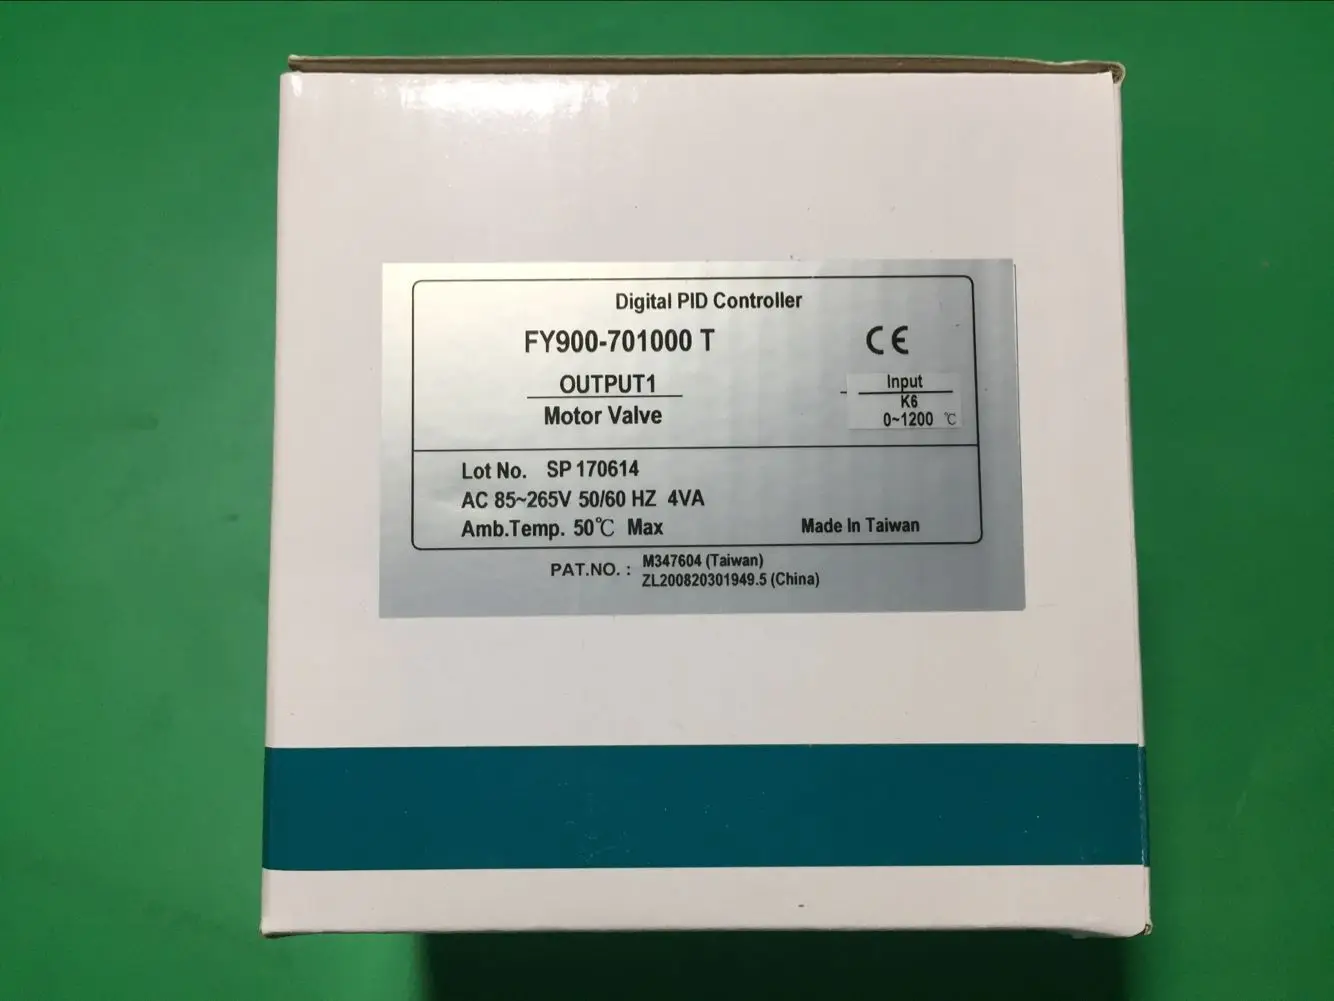 Digital PID Controller
FY900-701000 T
CE
OUTPUT1
Motor Valve
Input
K6
0~1200 ℃
Lot No. SP 170614
AC 85~265V 50/60 HZ 4VA
Amb.Temp. 50℃ Max
Made In Taiwan
PAT.NO. : M347604 (Taiwan)
ZL200820301949.5 (China)